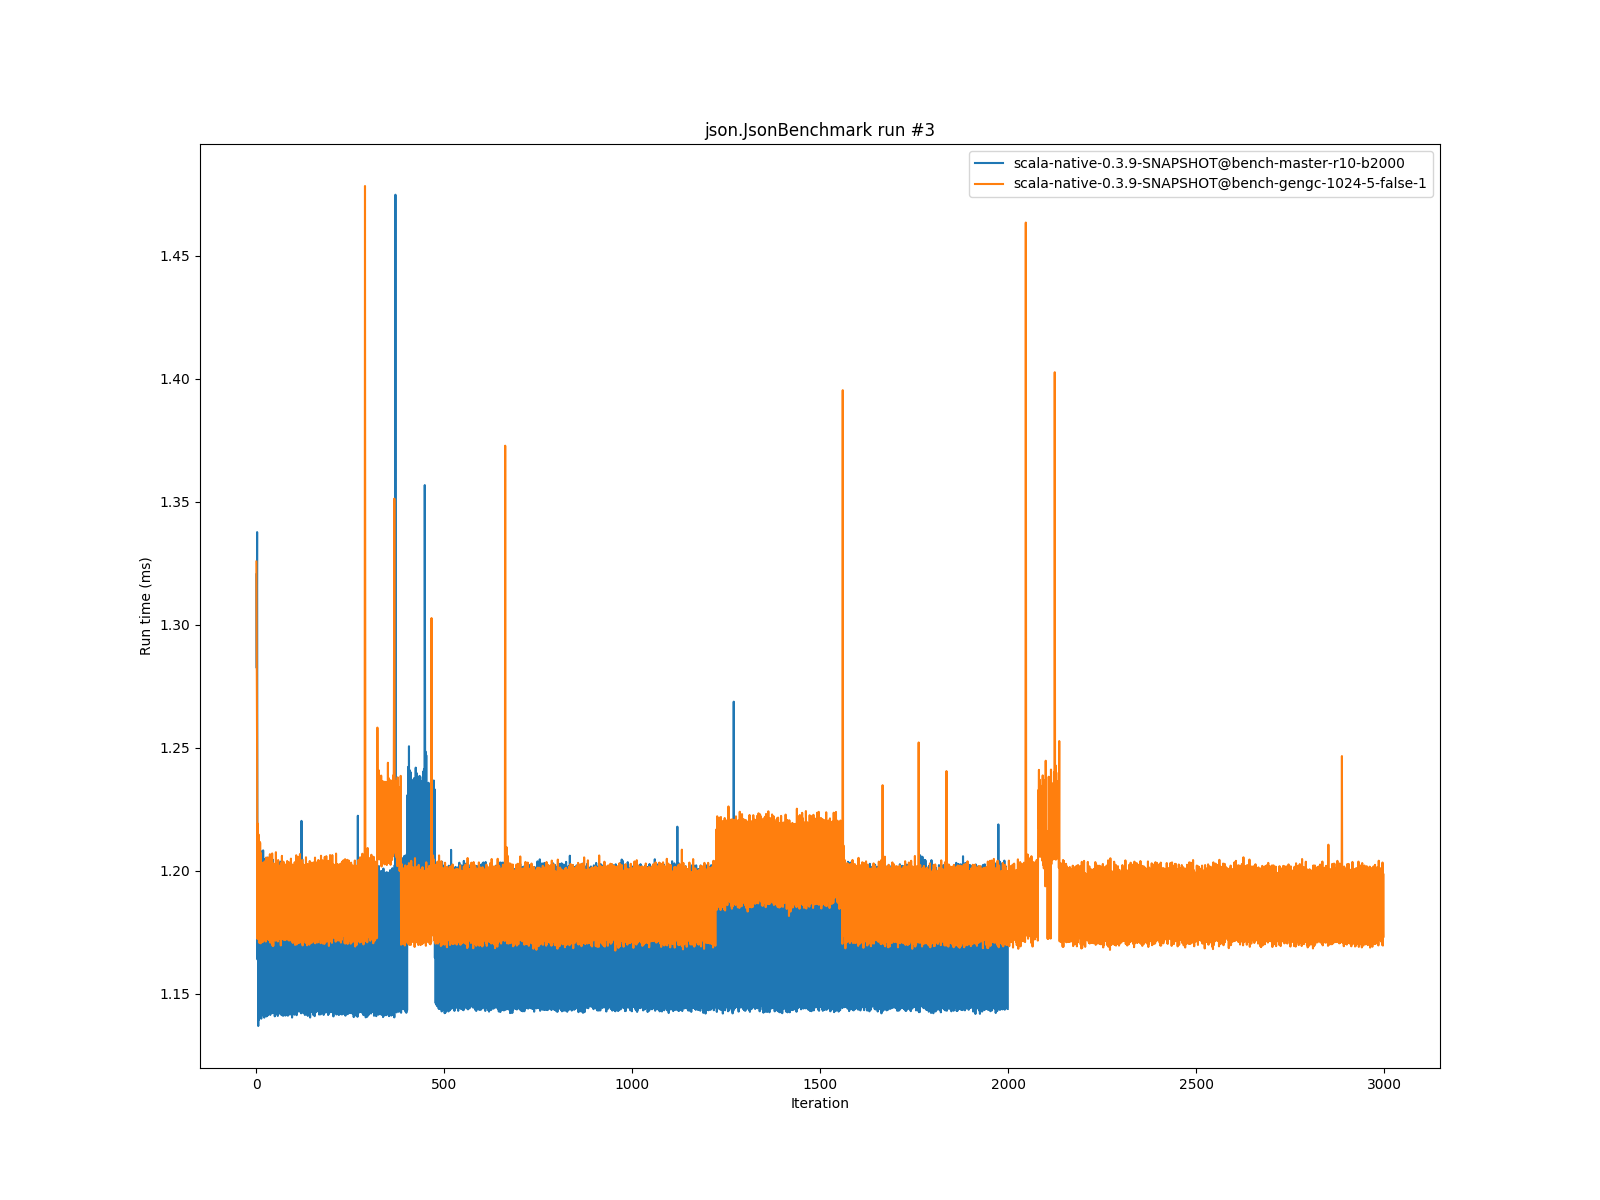 json.JsonBenchmark run #3
scala-native-0.3.9-SNAPSHOT@bench-master-r10-b2000
scala-native-0.3.9-SNAPSHOT@bench-gengc-1024-5-false-1
Run time (ms)
1.45
1.40
1.35
1.30
1.25
1.20
1.15
0
500
1000
1500
2000
2500
3000
Iteration